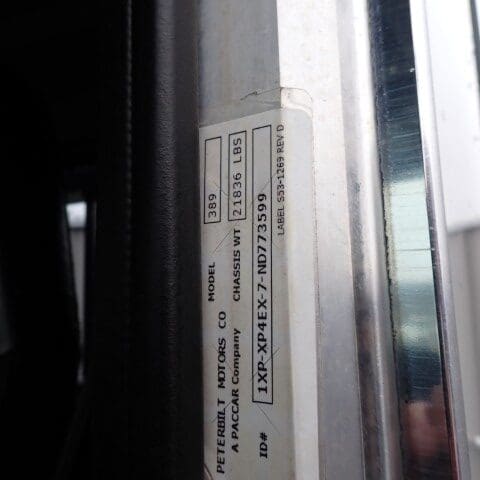 PETERBILT MOTORS CO MODEL 389
A PACCAR Company CHASSIS WT 21836 LBS
ID# 1XP-XP4EX-7-ND773599
LABEL S53-1269 REV D